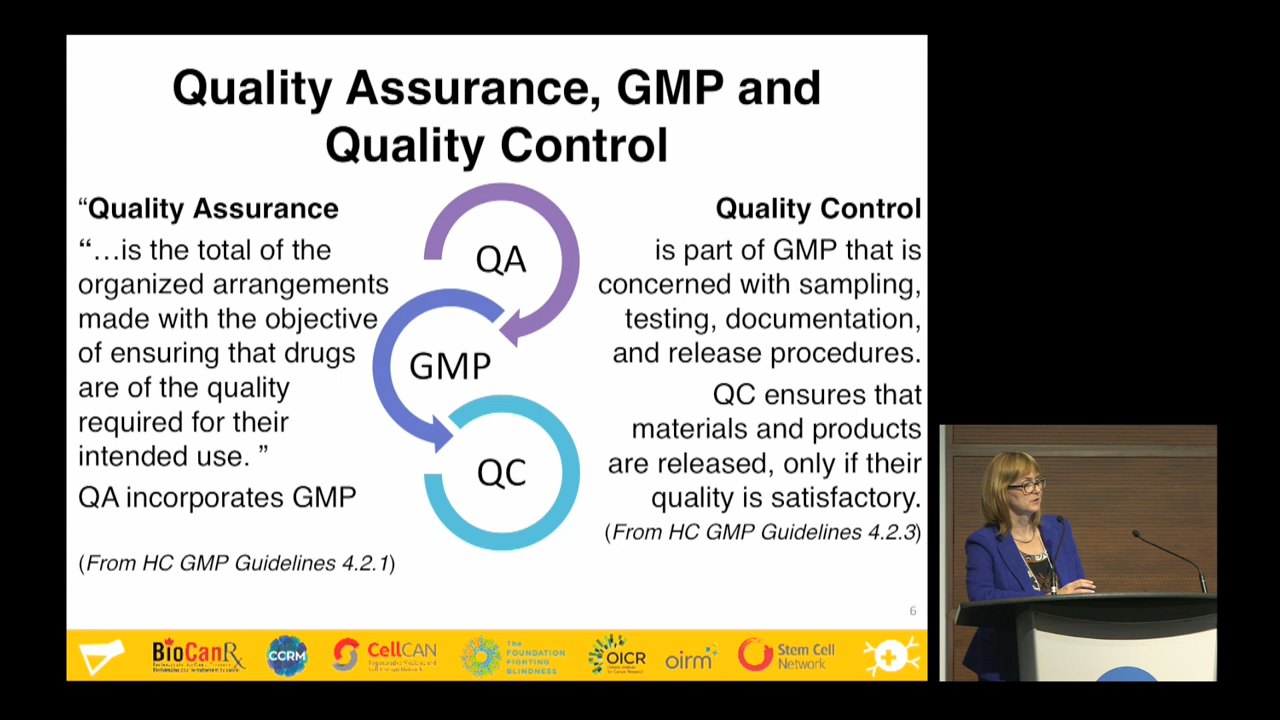 Quality Assurance, GMP and
Quality Control
“Quality Assurance
“…is the total of the
organized arrangements
made with the objective
of ensuring that drugs
are of the quality
required for their
intended use. ”
QA incorporates GMP
(From HC GMP Guidelines 4.2.1)
QA
GMP
QC
Quality Control
is part of GMP that is
concerned with sampling,
testing, documentation,
and release procedures.
QC ensures that
materials and products
are released, only if their
quality is satisfactory.
(From HC GMP Guidelines 4.2.3)
6
BioCanRx
CCRM
CellCAN
THE
FOUNDATION
FIGHTING
BLINDNESS
OICR
oirm
Stem Cell
Network